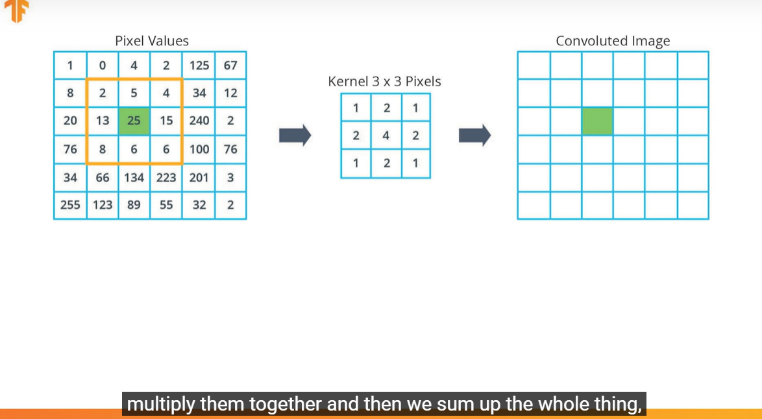 Pixel Values
1 0 4 2 125 67
8 2 5 4 34 12
20 13 25 15 240 2
76 8 6 6 100 76
34 66 134 223 201 3
255 123 89 55 32 2
Kernel 3 x 3 Pixels
1 2 1
2 4 2
1 2 1
Convoluted Image
multiply them together and then we sum up the whole thing,